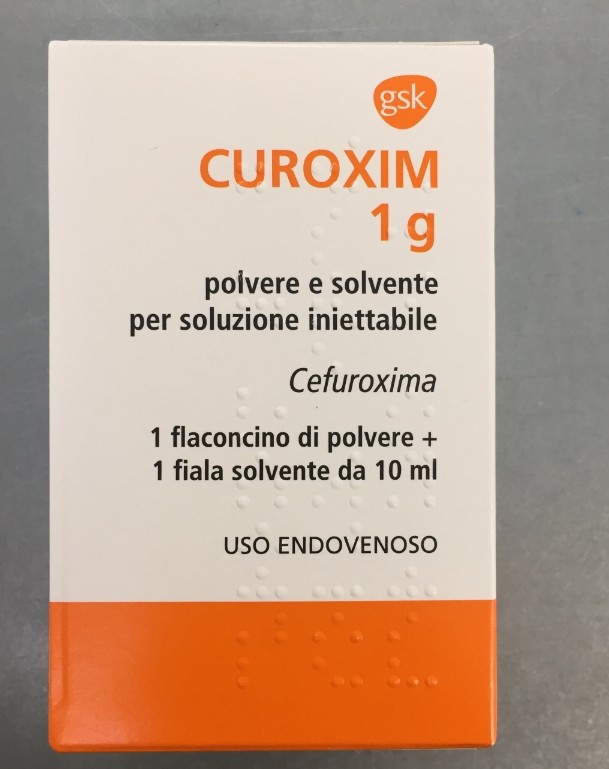 gsk
CUROXIM
1 g
polvere e solvente
per soluzione iniettabile
Cefuroxima
1 flaconcino di polvere +
1 fiala solvente da 10 ml
USO ENDOVENOSO